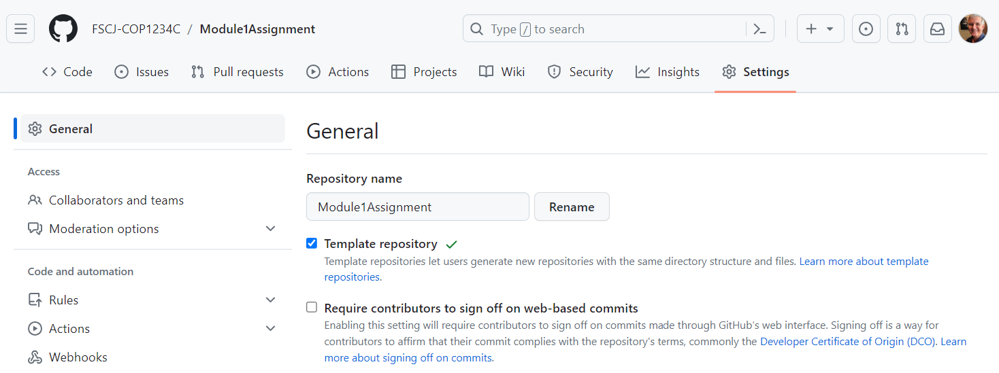 FSCJ-COP1234C / Module1Assignment
Type / to search
Code Issues Pull requests Actions Projects Wiki Security Insights Settings
General
Access
Collaborators and teams
Moderation options
Code and automation
Rules
Actions
Webhooks
General
Repository name
Module1Assignment Rename
Template repository
Template repositories let users generate new repositories with the same directory structure and files. Learn more about template
repositories.
Require contributors to sign off on web-based commits
Enabling this setting will require contributors to sign off on commits made through GitHub's web interface. Signing off is a way for
contributors to affirm that their commit complies with the repository's terms, commonly the Developer Certificate of Origin (DCO). Learn
more about signing off on commits.